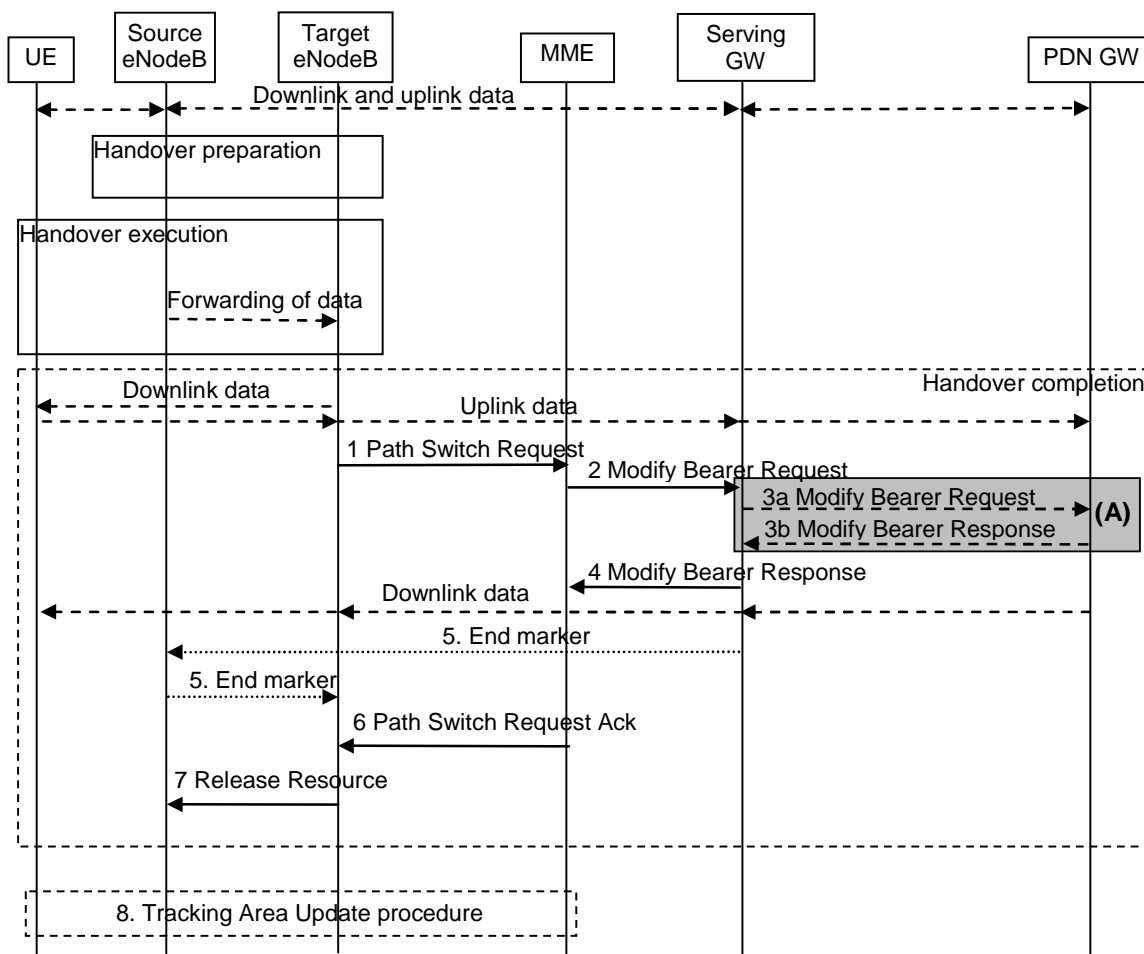 UE
Source
eNodeB
Target
eNodeB
MME
Serving
GW
PDN GW
Downlink and uplink data
Handover preparation
Handover execution
Forwarding of data
Handover completion
Downlink data
Uplink data
1 Path Switch Request
2 Modify Bearer Request
3a Modify Bearer Request
(A)
3b Modify Bearer Response
4 Modify Bearer Response
Downlink data
5. End marker
5. End marker
6 Path Switch Request Ack
7 Release Resource
8. Tracking Area Update procedure